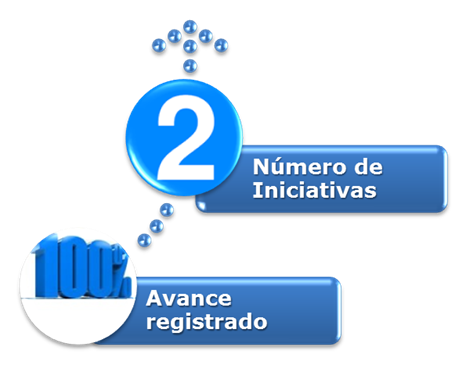 2
Número de
Iniciativas
100%
Avance
registrado